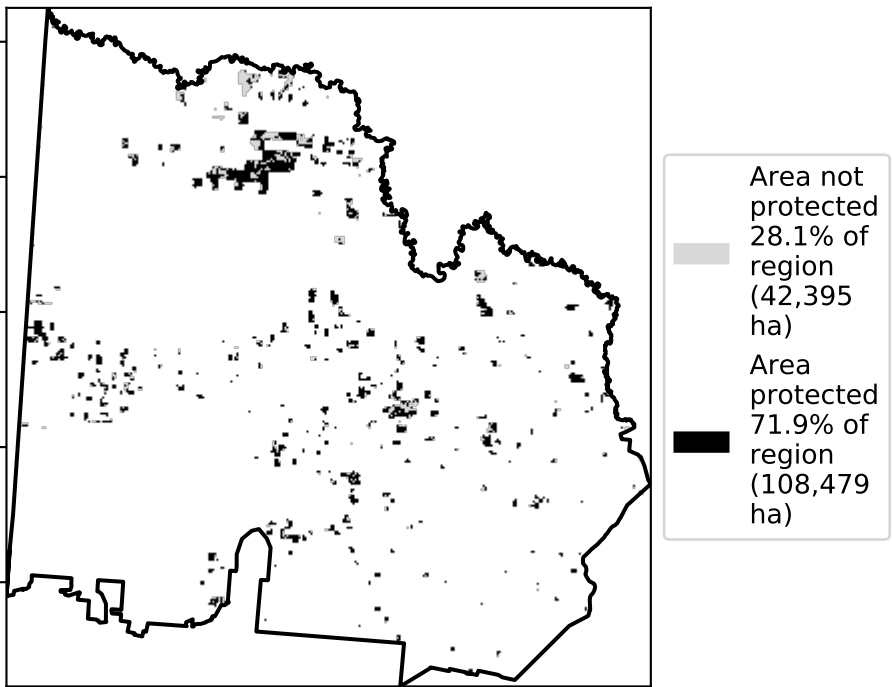 Area not
protected
28.1% of
region
(42,395
ha)
Area
protected
71.9% of
region
(108,479
ha)